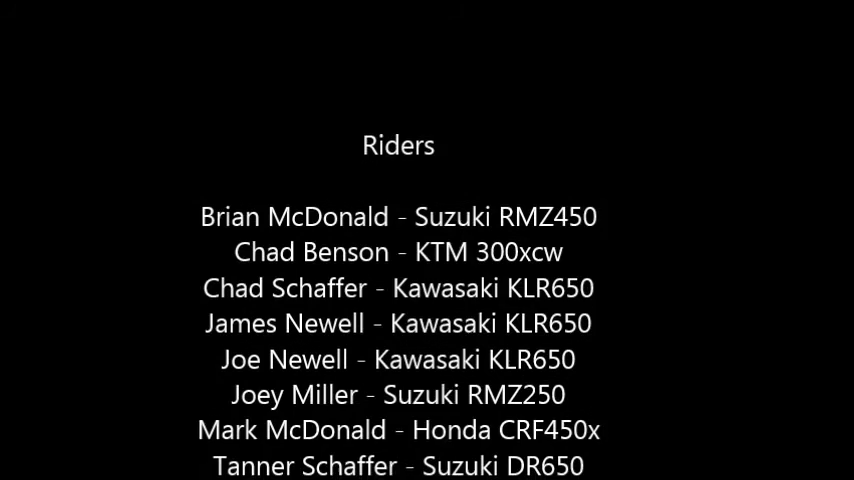 Riders
Brian McDonald - Suzuki RMZ450
Chad Benson - KTM 300xcw
Chad Schaffer - Kawasaki KLR650
James Newell - Kawasaki KLR650
Joe Newell - Kawasaki KLR650
Joey Miller - Suzuki RMZ250
Mark McDonald - Honda CRF450x
Tanner Schaffer - Suzuki DR650